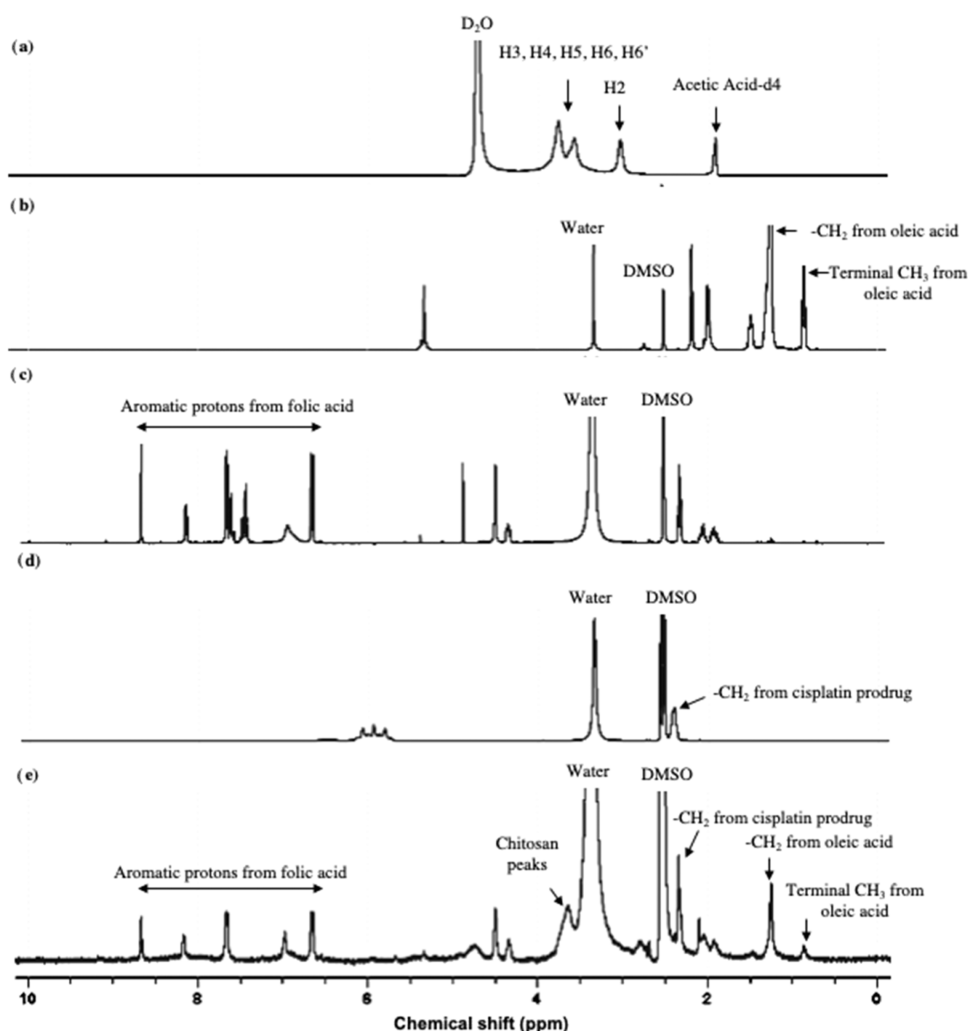 (a)
D₂O
H3, H4, H5, H6, H6'
H2
Acetic Acid-d4
(b)
Water
DMSO
-CH₂ from oleic acid
Terminal CH₃ from
oleic acid
(c)
Aromatic protons from folic acid
Water
DMSO
(d)
Water
DMSO
-CH₂ from cisplatin prodrug
(e)
Water
DMSO
Aromatic protons from folic acid
Chitosan
peaks
-CH₂ from cisplatin prodrug
-CH₂ from oleic acid
Terminal CH₃ from
oleic acid
10 8 6 4 2 0
Chemical shift (ppm)